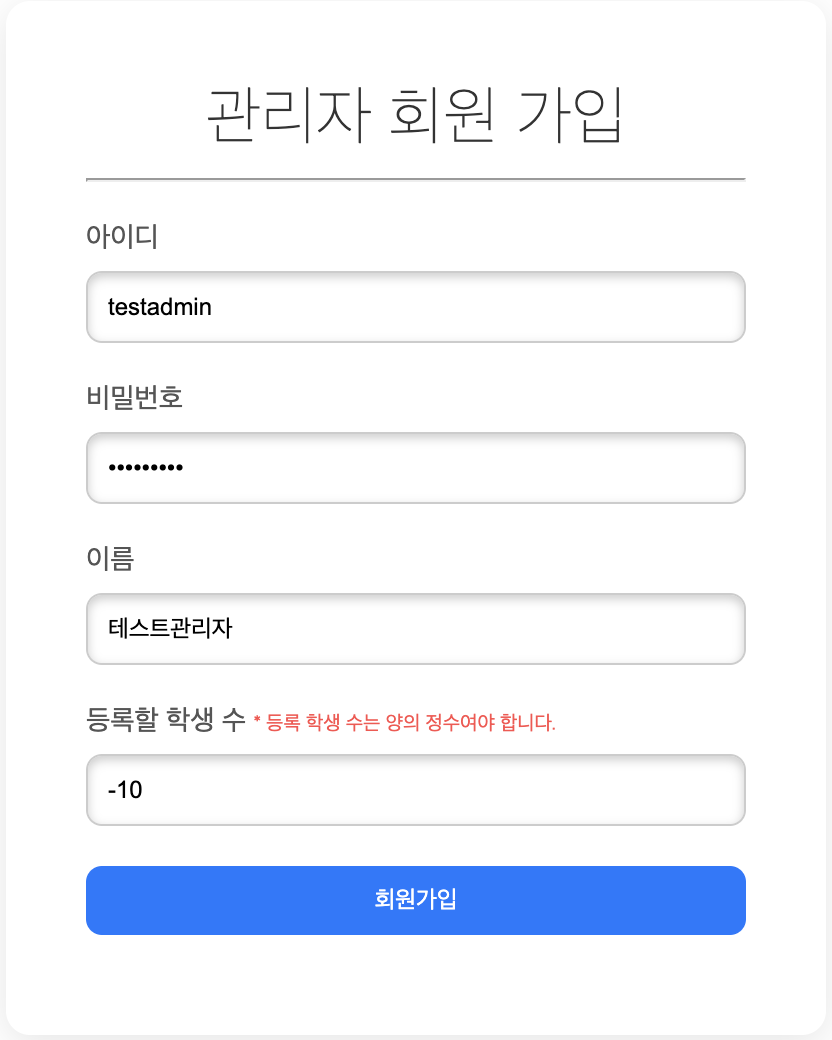 관리자 회원 가입
아이디
testadmin
비밀번호
•••••••••
이름
테스트관리자
등록할 학생 수 * 등록 학생 수는 양의 정수여야 합니다.
-10
회원가입